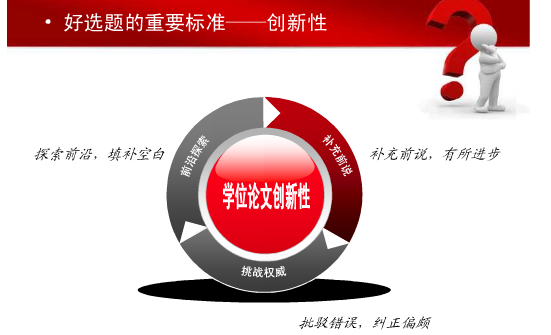 • 好选题的重要标准——创新性
探索前沿，填补空白
前沿探索
补充前说
补充前说，有所进步
学位论文创新性
挑战权威
批驳错误，纠正偏颇